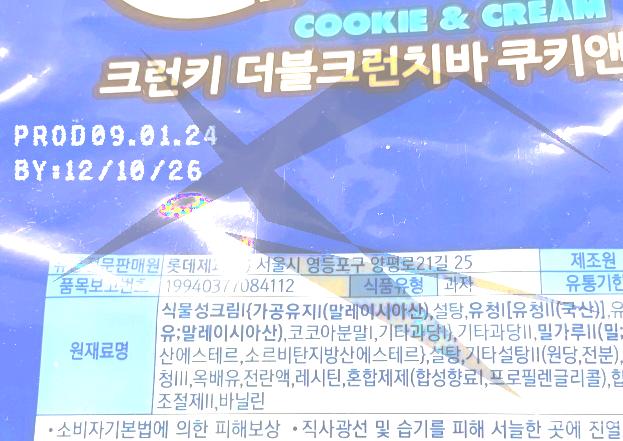 COOKIE & CREAM
크런키 더블크런치바 쿠키앤
PROD09.01.24
BY:12/10/26
롯데제 서울시 영등포구 양평로21길 25
제조원
품목보고번호 19940377084112 식품유형 과자
유통기한
원재료명
식물성크림I{가공유지I(말레이시아산),설탕,유청I[유청II(국산)],유
유;말레이시아산),코코아분말I,기타과당I},기타과당II,밀가루II(밀;
산에스테르,소르비탄지방산에스테르},설탕,기타설탕II(원당,전분),
청III,옥배유,전란액,레시틴,혼합제제(합성향료I,프로필렌글리콜),합
조절제II,바닐린
•소비자기본법에 의한 피해보상 •직사광선 및 습기를 피해 서늘한 곳에 진열